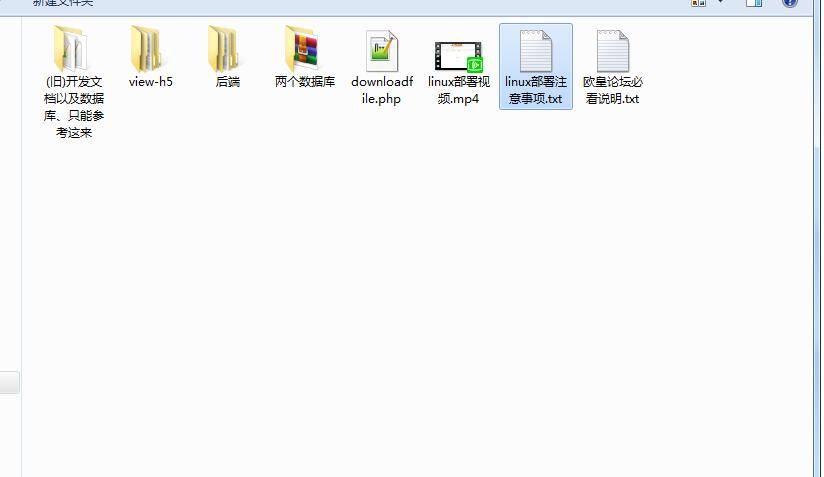 新建文件夹
(旧)开发文
档以及数据
库、只能参
考这来
view-h5
后端
两个数据库
downloadf
ile.php
linux部署视
频.mp4
linux部署注
意事项.txt
欧皇论坛必
看说明.txt